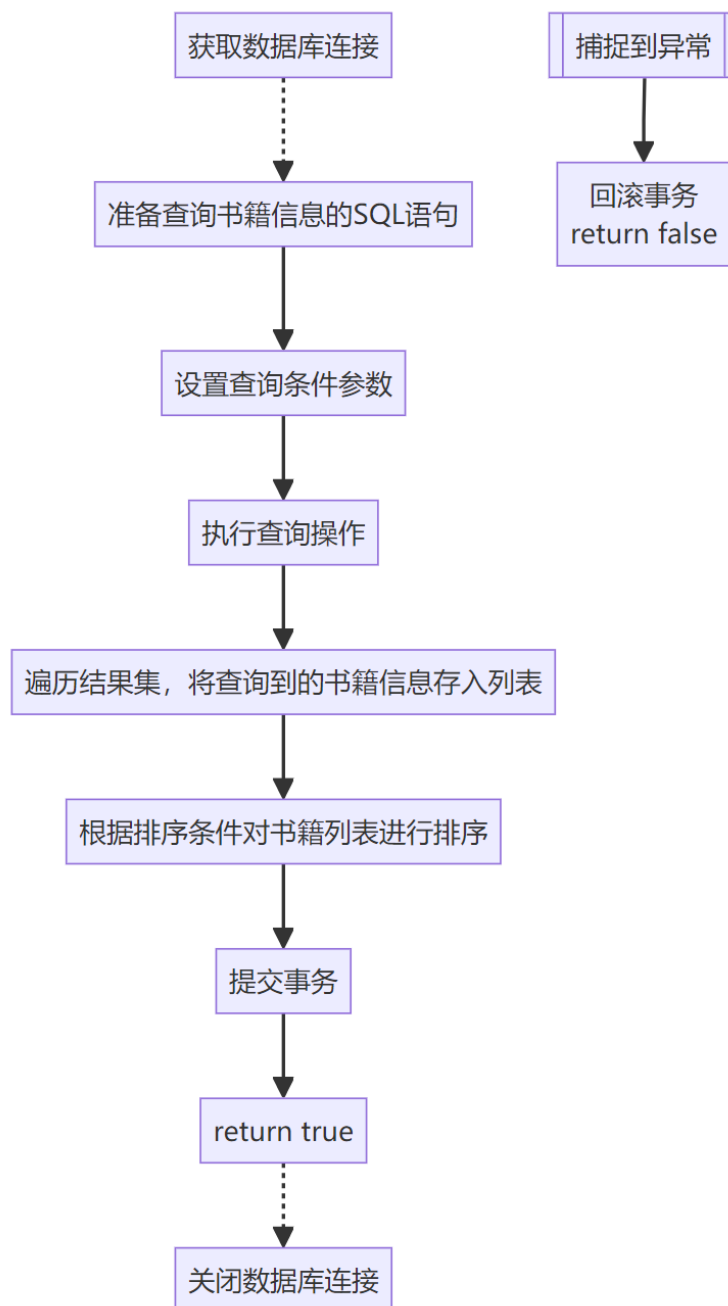 获取数据库连接
捕捉到异常
准备查询书籍信息的SQL语句
回滚事务
return false
设置查询条件参数
执行查询操作
遍历结果集，将查询到的书籍信息存入列表
根据排序条件对书籍列表进行排序
提交事务
return true
关闭数据库连接